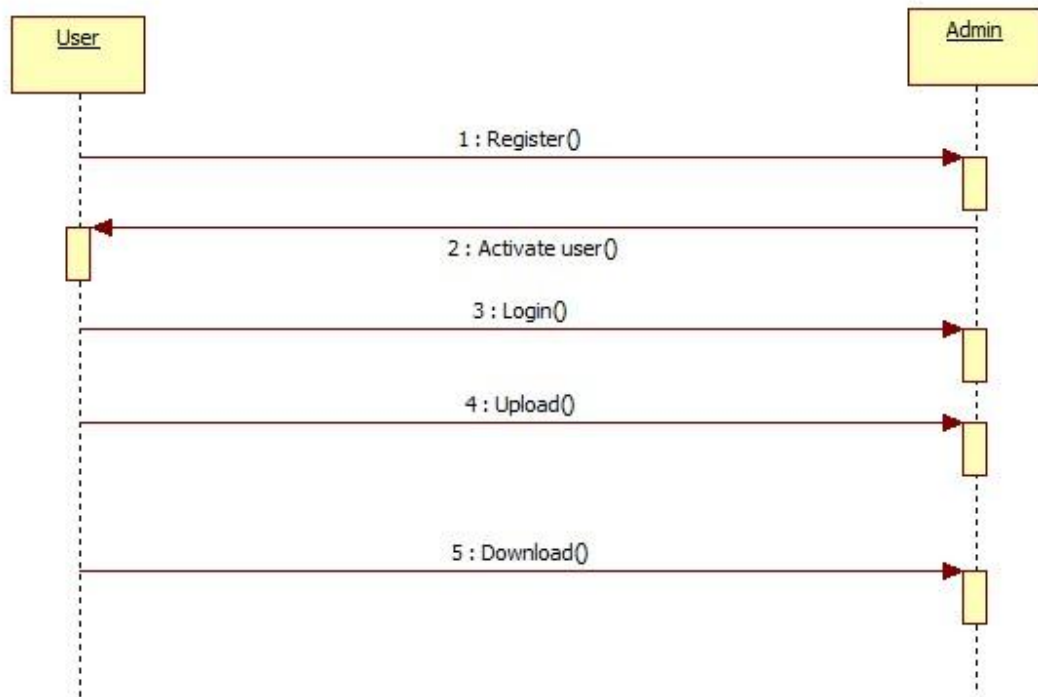 User
Admin
1 : Register()
2 : Activate user()
3 : Login()
4 : Upload()
5 : Download()